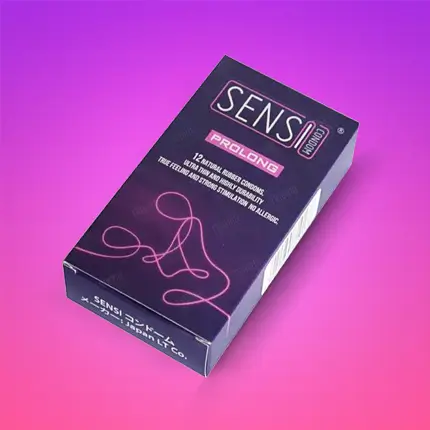 SENSI
CONDOM
®
PROLONG
12 NATURAL RUBBER CONDOMS,
ULTRA THIN AND HIGHLY DURABILITY
TRUE FEELING AND STRONG STIMULATION NO ALLERGIC.
SENSI コンドーム
メーカー: Japan LT Co.